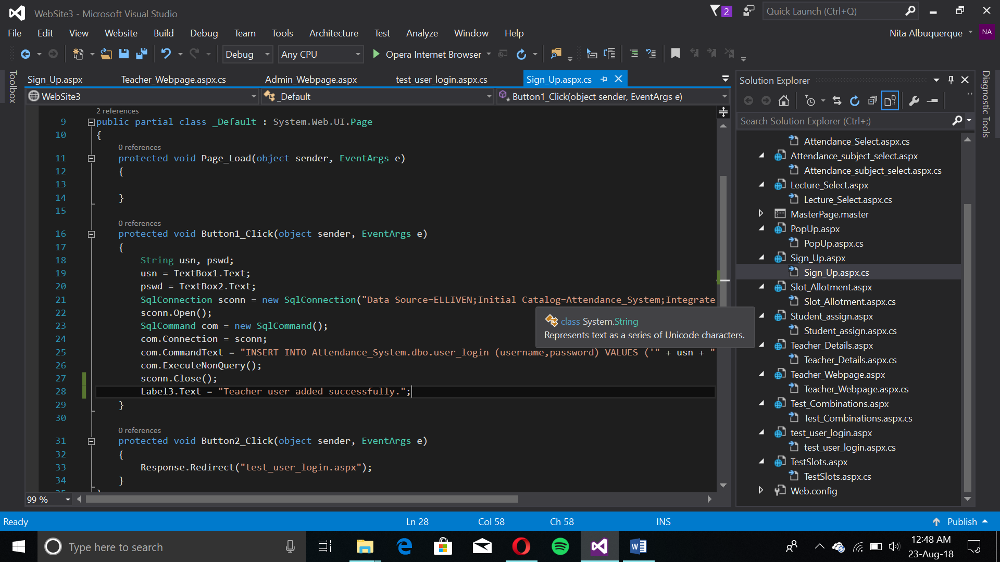 WebSite3 - Microsoft Visual Studio
2
Quick Launch (Ctrl+Q)
File Edit View Website Build Debug Team Tools Architecture Test Analyze Window Help
Nita Albuquerque NA
Debug Any CPU Opera Internet Browser
Toolbox
Sign_Up.aspx Teacher_Webpage.aspx.cs Admin_Webpage.aspx test_user_login.aspx.cs Sign_Up.aspx.cs
WebSite3 _Default Button1_Click(object sender, EventArgs e)
2 references
9 public partial class _Default : System.Web.UI.Page
10 {
0 references
11 protected void Page_Load(object sender, EventArgs e)
12 {
13
14 }
15
0 references
16 protected void Button1_Click(object sender, EventArgs e)
17 {
18 String usn, pswd;
19 usn = TextBox1.Text;
20 pswd = TextBox2.Text;
21 SqlConnection sconn = new SqlConnection("Data Source=ELLIVEN;Initial Catalog=Attendance_System;Integrate
22 sconn.Open();
23 SqlCommand com = new SqlCommand();
24 com.Connection = sconn;
25 com.CommandText = "INSERT INTO Attendance_System.dbo.user_login (username,password) VALUES ('" + usn + "
26 com.ExecuteNonQuery();
27 sconn.Close();
28 Label3.Text = "Teacher user added successfully.";
29 }
30
0 references
31 protected void Button2_Click(object sender, EventArgs e)
32 {
33 Response.Redirect("test_user_login.aspx");
34 }
class System.String
Represents text as a series of Unicode characters.
99 %
Solution Explorer
Search Solution Explorer (Ctrl+;)
Attendance_Select.aspx.cs
Attendance_subject_select.aspx
Attendance_subject_select.aspx.cs
Lecture_Select.aspx
Lecture_Select.aspx.cs
MasterPage.master
PopUp.aspx
PopUp.aspx.cs
Sign_Up.aspx
Sign_Up.aspx.cs
Slot_Allotment.aspx
Slot_Allotment.aspx.cs
Student_assign.aspx
Student_assign.aspx.cs
Teacher_Details.aspx
Teacher_Details.aspx.cs
Teacher_Webpage.aspx
Teacher_Webpage.aspx.cs
Test_Combinations.aspx
Test_Combinations.aspx.cs
test_user_login.aspx
test_user_login.aspx.cs
TestSlots.aspx
TestSlots.aspx.cs
Web.config
Diagnostic Tools
Ready Ln 28 Col 58 Ch 58 INS Publish
Type here to search
12:48 AM
23-Aug-18